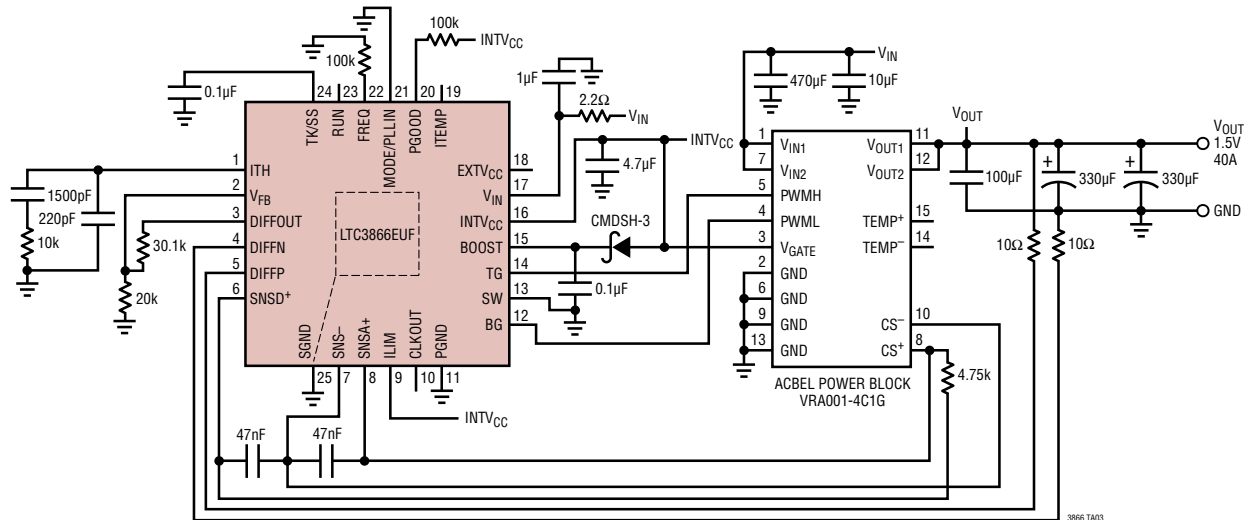 100k
INTVCC
100k
0.1µF
24 23 22 21 20 19
TK/SS
RUN
FREQ
MODE/PLLIN
PGOOD
ITEMP
1µF
2.2Ω
VIN
INTVCC
4.7µF
CMDSH-3
0.1µF
1 ITH
2 VFB
3 DIFFOUT
4 DIFFN
5 DIFFP
6 SNSD+
1500pF
220pF
10k
30.1k
20k
LTC3866EUF
EXTVCC 18
VIN 17
INTVCC 16
BOOST 15
TG 14
SW 13
BG 12
SGND
SNS–
SNSA+
ILIM
CLKOUT
PGND
25 7 8 9 10 11
INTVCC
47nF
47nF
VIN
470µF
10µF
1 VIN1
7 VIN2
5 PWMH
4 PWML
3 VGATE
2 GND
6 GND
9 GND
13 GND
VOUT1 11
VOUT2 12
TEMP+ 15
TEMP– 14
CS– 10
CS+ 8
ACBEL POWER BLOCK
VRA001-4C1G
4.75k
VOUT
100µF
+
330µF
+
330µF
10Ω
10Ω
VOUT
1.5V
40A
GND
3866 TA03